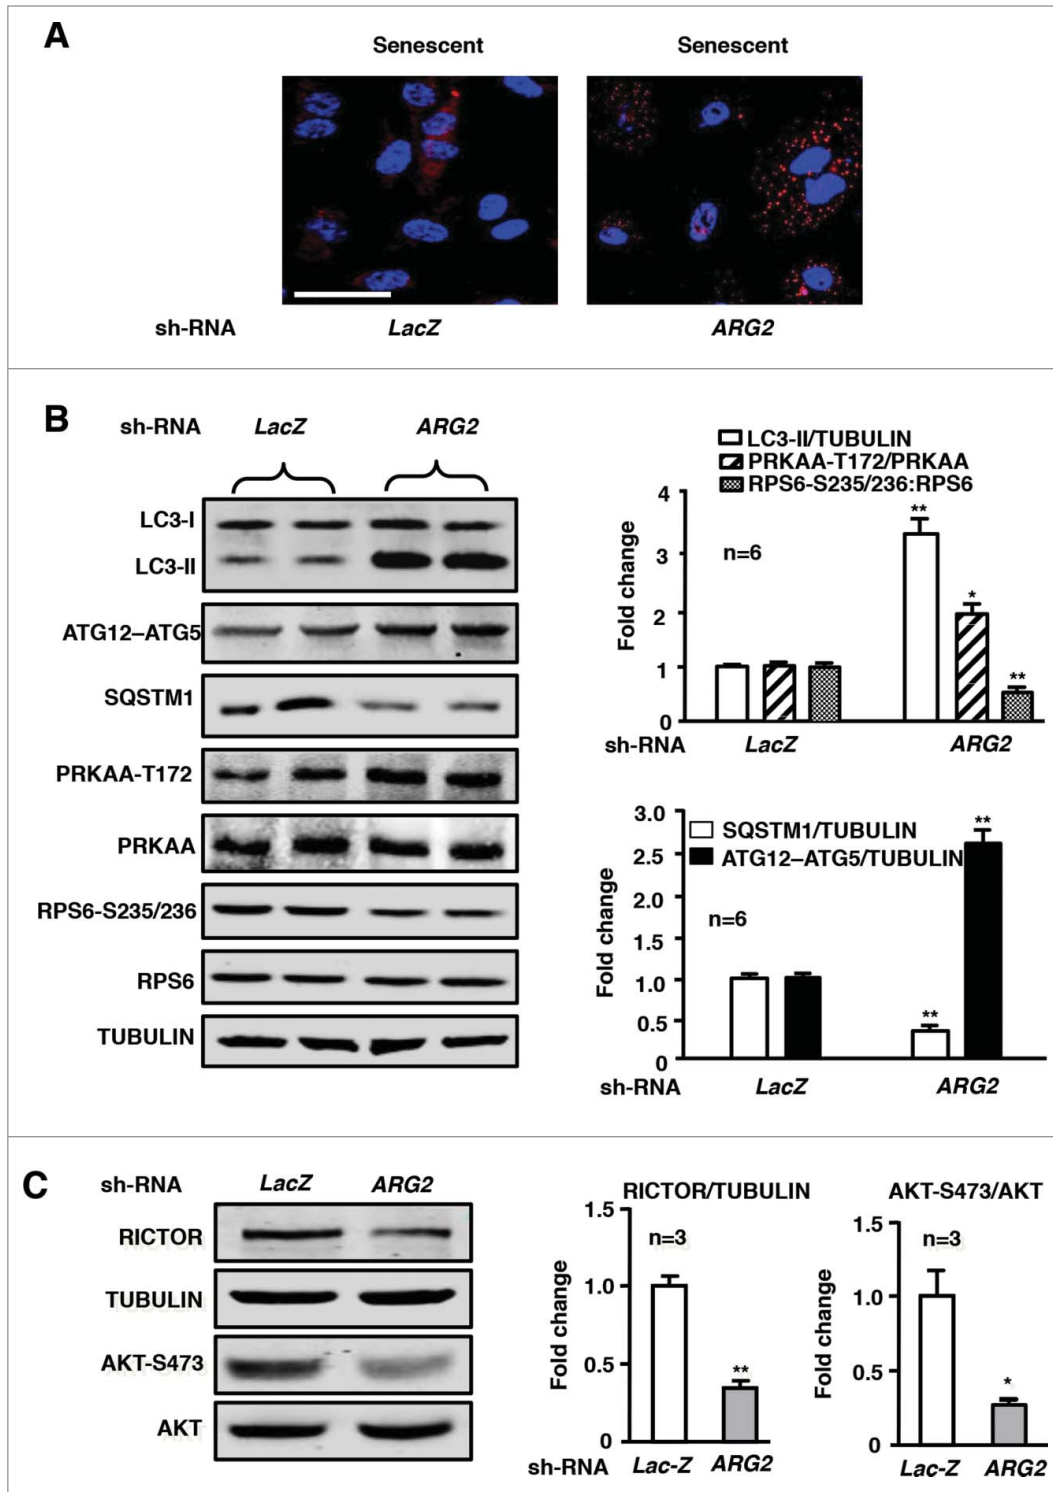 A
Senescent Senescent
sh-RNA LacZ ARG2
B
sh-RNA LacZ ARG2
LC3-I
LC3-II
ATG12–ATG5
SQSTM1
PRKAA-T172
PRKAA
RPS6-S235/236
RPS6
TUBULIN
LC3-II/TUBULIN
PRKAA-T172/PRKAA
RPS6-S235/236:RPS6
Fold change
4
3
2
1
0
n=6
**
*
**
sh-RNA LacZ ARG2
SQSTM1/TUBULIN
ATG12–ATG5/TUBULIN
Fold change
3.0
2.5
2.0
1.5
1.0
0.5
0
n=6
**
**
sh-RNA LacZ ARG2
C
sh-RNA LacZ ARG2
RICTOR
TUBULIN
AKT-S473
AKT
RICTOR/TUBULIN
Fold change
1.5
1.0
0.5
0
n=3
**
sh-RNA Lac-Z ARG2
AKT-S473/AKT
Fold change
1.5
1.0
0.5
0
n=3
*
Lac-Z ARG2